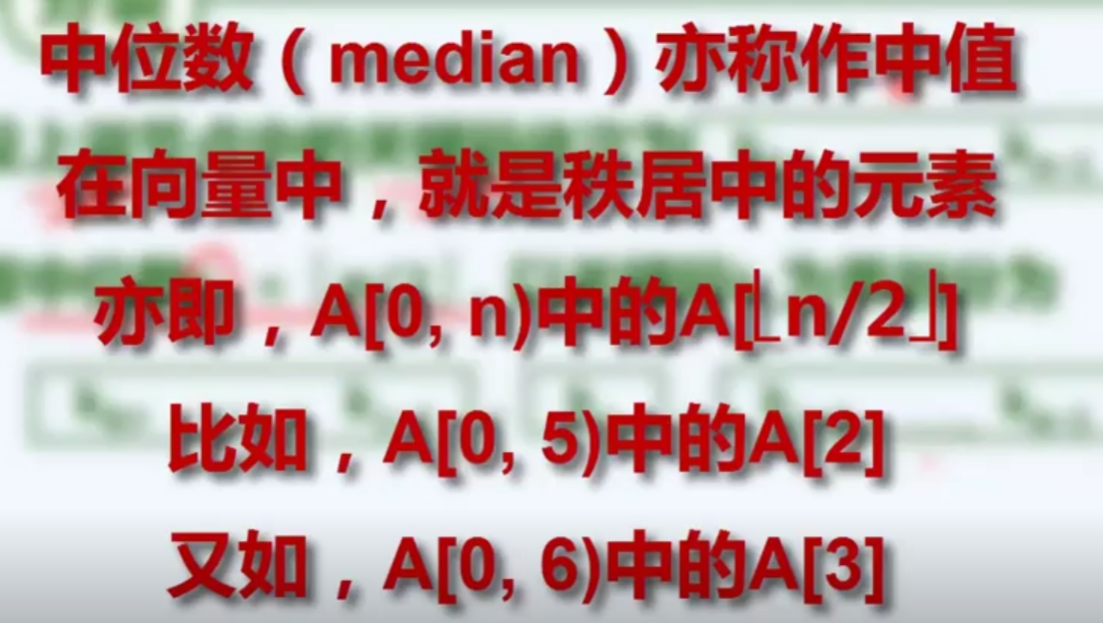 中位数（median）亦称作中值
在向量中，就是秩居中的元素
亦即，A[0, n)中的A[⌊n/2⌋]
比如，A[0, 5)中的A[2]
又如，A[0, 6)中的A[3]